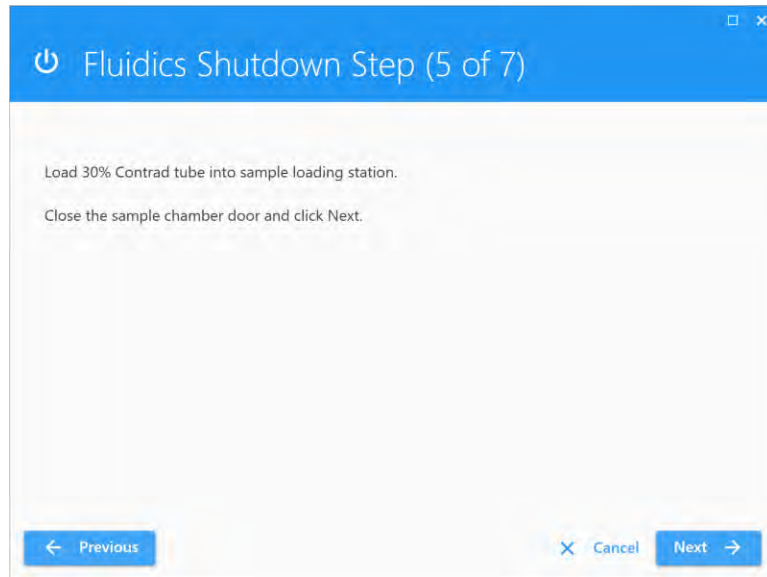 Fluidics Shutdown Step (5 of 7)
Load 30% Contrad tube into sample loading station.
Close the sample chamber door and click Next.
Previous
Cancel
Next